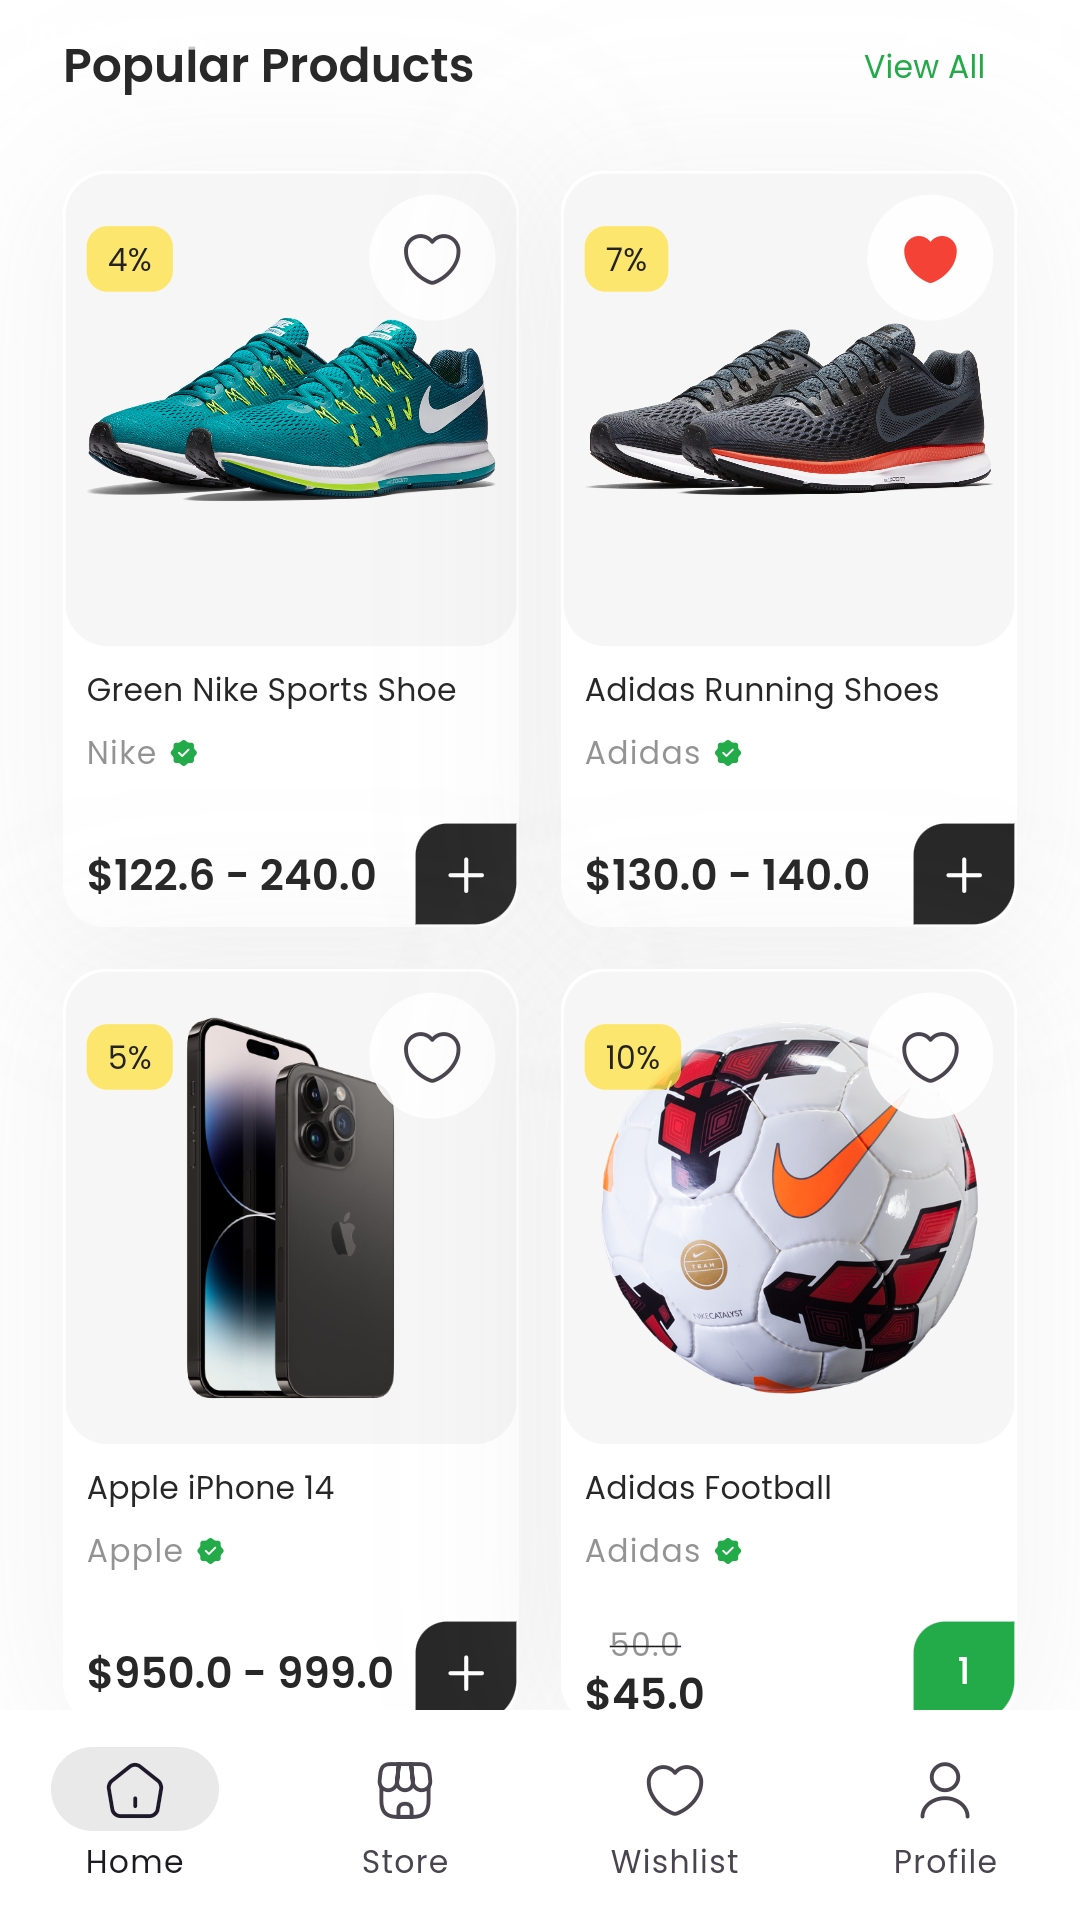 Popular Products
View All
4%
7%
Green Nike Sports Shoe
Nike
$122.6 - 240.0
Adidas Running Shoes
Adidas
$130.0 - 140.0
5%
10%
TEAM
NIKECATALYST
Apple iPhone 14
Apple
$950.0 - 999.0
Adidas Football
Adidas
50.0
$45.0
1
Home
Store
Wishlist
Profile